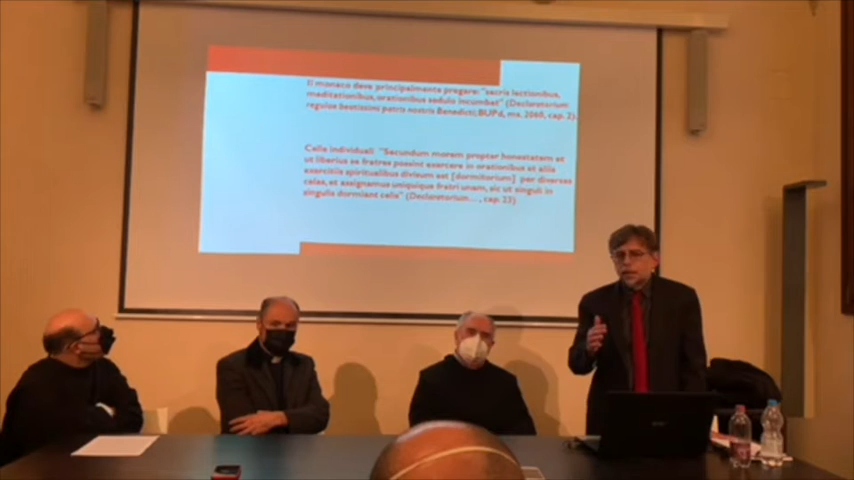 Il monaco deve principalmente pregare: "sacris lectionibus,
meditationibus, orationibus sedulo incumbat" (Declaratorium
regulae beatissimi patris nostri Benedicti; BUPd, ms. 2060, cap. 2).
Celle individuali: "Secundum morem propter honestatem et
ut liberius se fratres possint exercere in orationibus et aliis
exercitiis spiritualibus divisum est [dormitorium] per diversas
celas, et assignamus uniquique fratri unam, sic ut singuli in
singulis dormiant celis" (Declaratorium... , cap. 23)